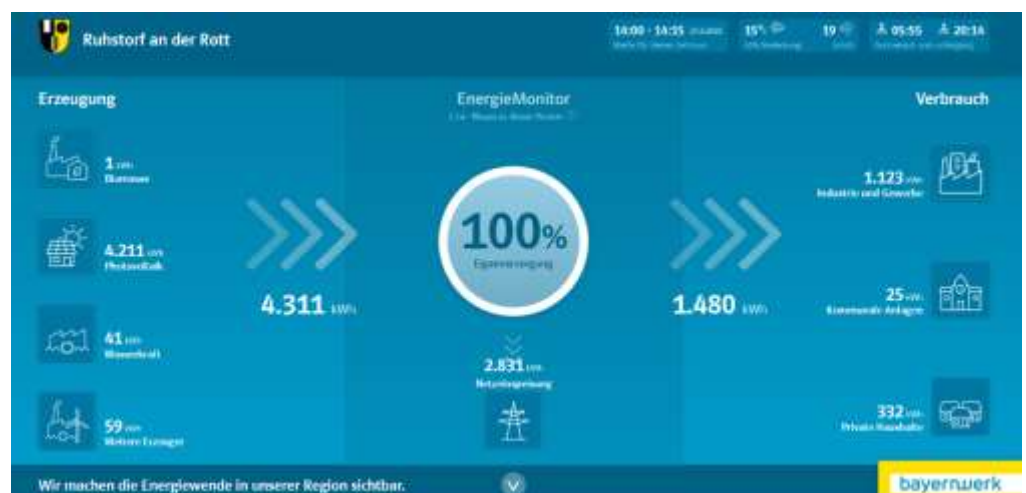 Ruhstorf an der Rott
14:00 - 14:15
15°
19
05:55
20:14
Erzeugung
EnergieMonitor
Verbrauch
1 kWh
Biomasse
4.211 kWh
Photovoltaik
41 kWh
Wasserkraft
59 kWh
Weitere Erzeuger
4.311 kWh
100%
Eigenversorgung
2.831 kWh
Netzeinspeisung
1.480 kWh
1.123 kWh
Industrie und Gewerbe
25 kWh
Kommunale Anlagen
332 kWh
Private Haushalte
Wir machen die Energiewende in unserer Region sichtbar.
bayernwerk